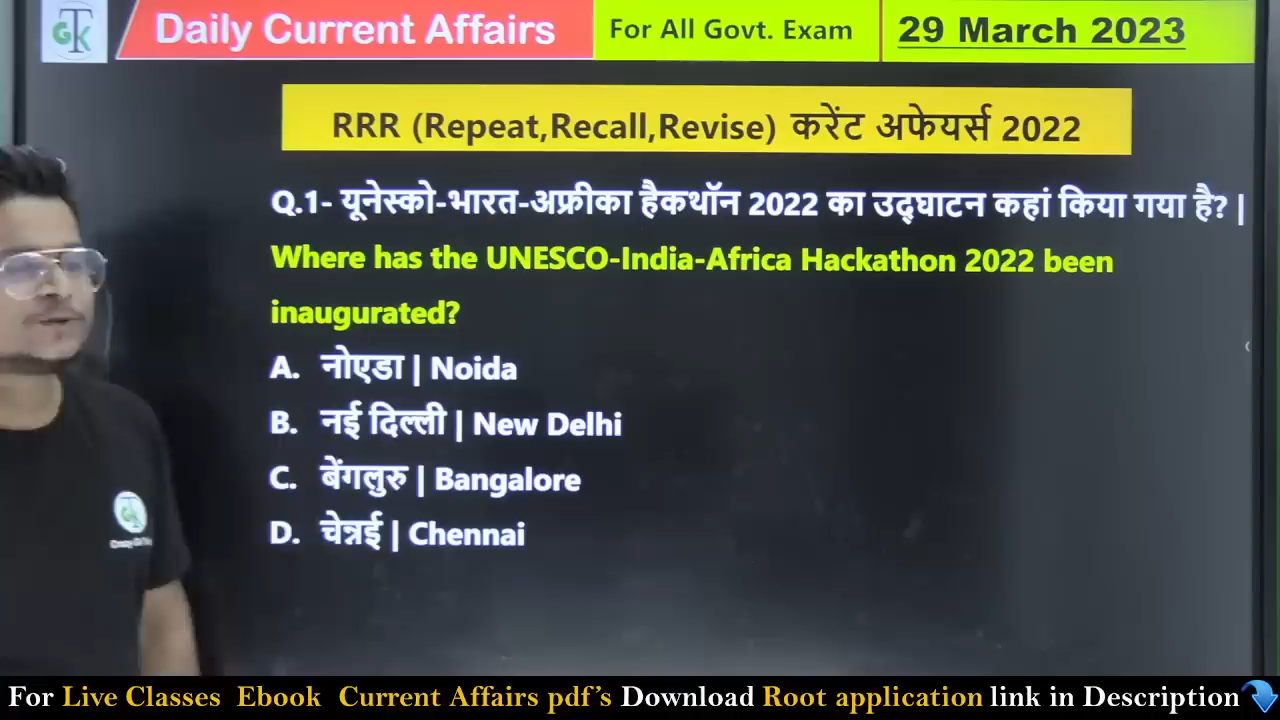 GTK
Daily Current Affairs
For All Govt. Exam
29 March 2023
RRR (Repeat,Recall,Revise) करेंट अफेयर्स 2022
Q.1- यूनेस्को-भारत-अफ्रीका हैकथॉन 2022 का उद्घाटन कहां किया गया है? |
Where has the UNESCO-India-Africa Hackathon 2022 been
inaugurated?
A. नोएडा | Noida
B. नई दिल्ली | New Delhi
C. बेंगलुरु | Bangalore
D. चेन्नई | Chennai
For Live Classes Ebook Current Affairs pdf's Download Root application link in Description